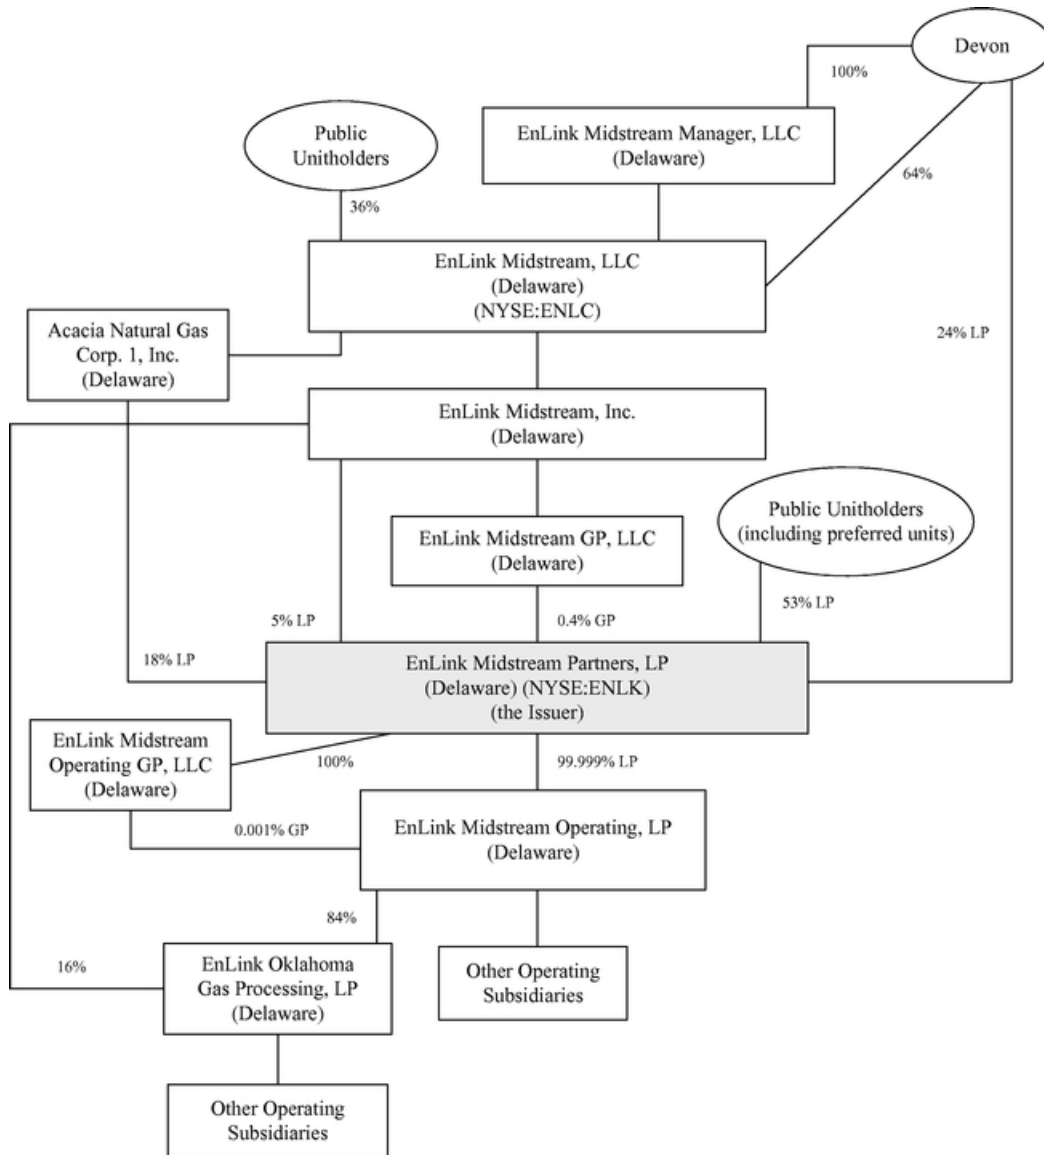 Devon
100%
Public
Unitholders
EnLink Midstream Manager, LLC
(Delaware)
64%
36%
EnLink Midstream, LLC
(Delaware)
(NYSE:ENLC)
Acacia Natural Gas
Corp. 1, Inc.
(Delaware)
24% LP
EnLink Midstream, Inc.
(Delaware)
Public Unitholders
(including preferred units)
EnLink Midstream GP, LLC
(Delaware)
5% LP
0.4% GP
53% LP
18% LP
EnLink Midstream Partners, LP
(Delaware) (NYSE:ENLK)
(the Issuer)
EnLink Midstream
Operating GP, LLC
(Delaware)
100%
99.999% LP
0.001% GP
EnLink Midstream Operating, LP
(Delaware)
84%
16%
EnLink Oklahoma
Gas Processing, LP
(Delaware)
Other Operating
Subsidiaries
Other Operating
Subsidiaries